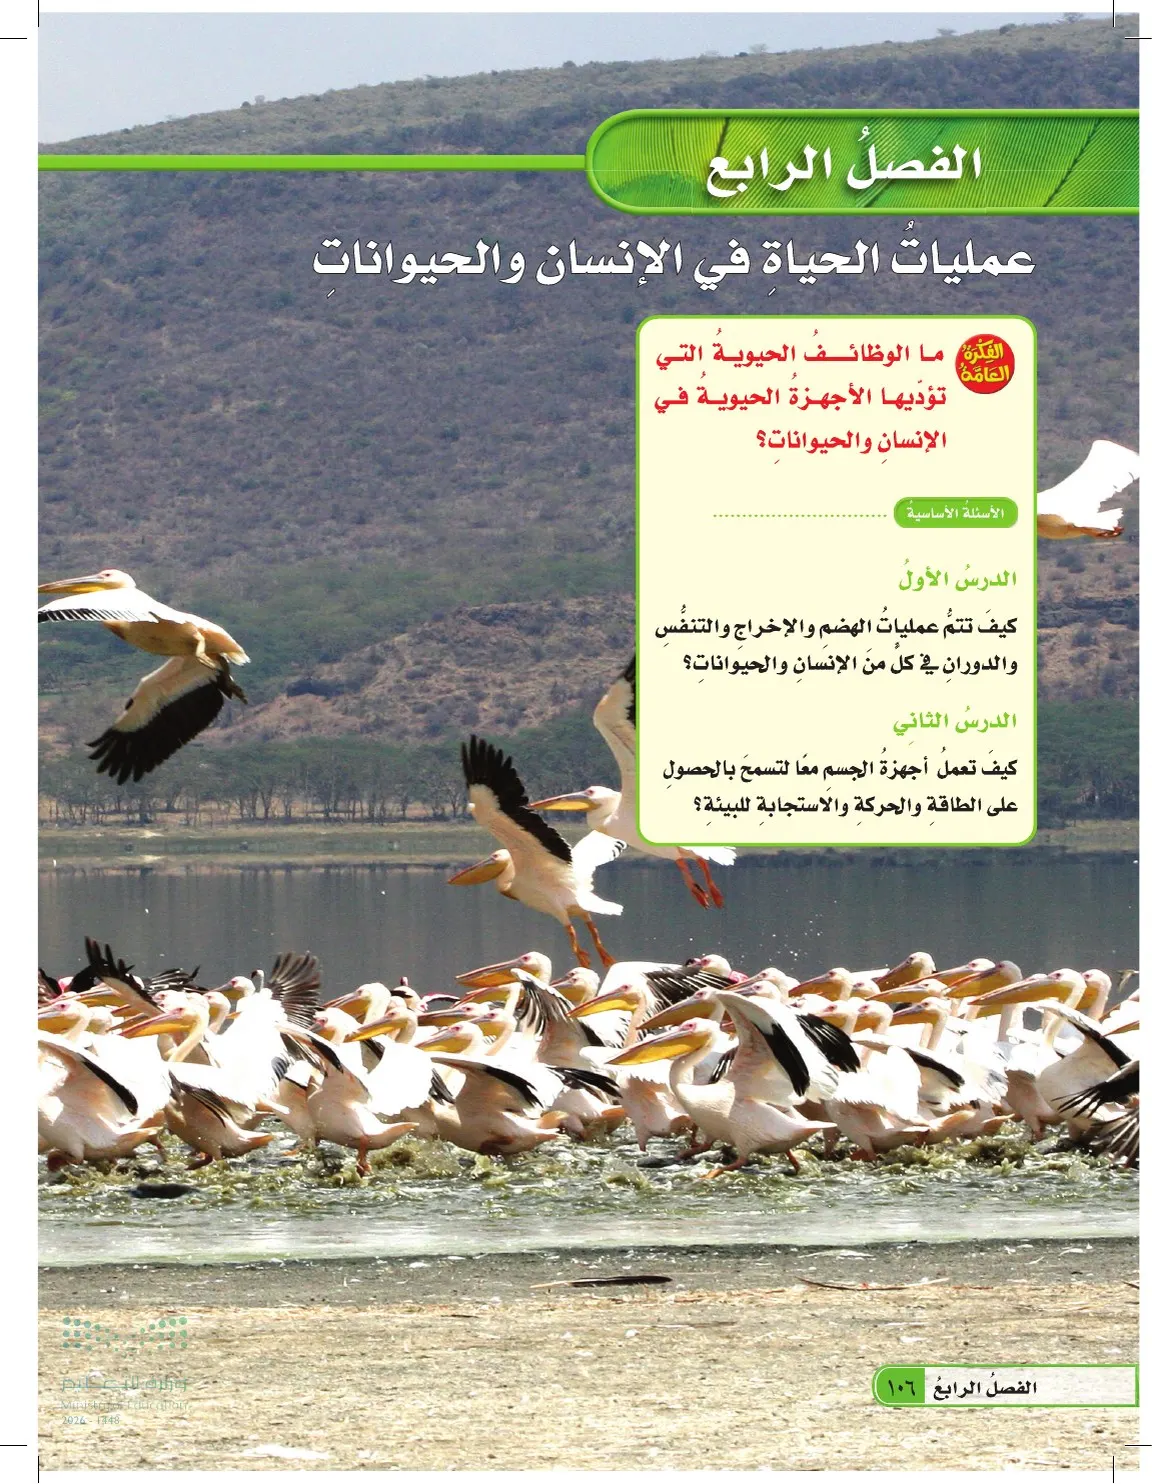 الفصلُ الرابع
عملياتُ الحياةِ في الإنسان والحيواناتِ
الفِكْرَةُ العَامَّةُ
ما الوظائفُ الحيويةُ التي
تؤدّيها الأجهزةُ الحيويةُ في
الإنسانِ والحيواناتِ؟
الأسئلةُ الأساسيةُ
الدرسُ الأولُ
كيفَ تتمُّ عملياتُ الهضمِ والإخراجِ والتنفُّسِ
والدورانِ في كلٍّ منَ الإنسانِ والحيواناتِ؟
الدرسُ الثاني
كيفَ تعملُ أجهزةُ الجسمِ معًا لتسمحَ بالحصولِ
على الطاقةِ والحركةِ والاستجابةِ للبيئةِ؟
الفصلُ الرابعُ ١٠٦
وزارة التعليم
Ministry of Education
2026 - 1448